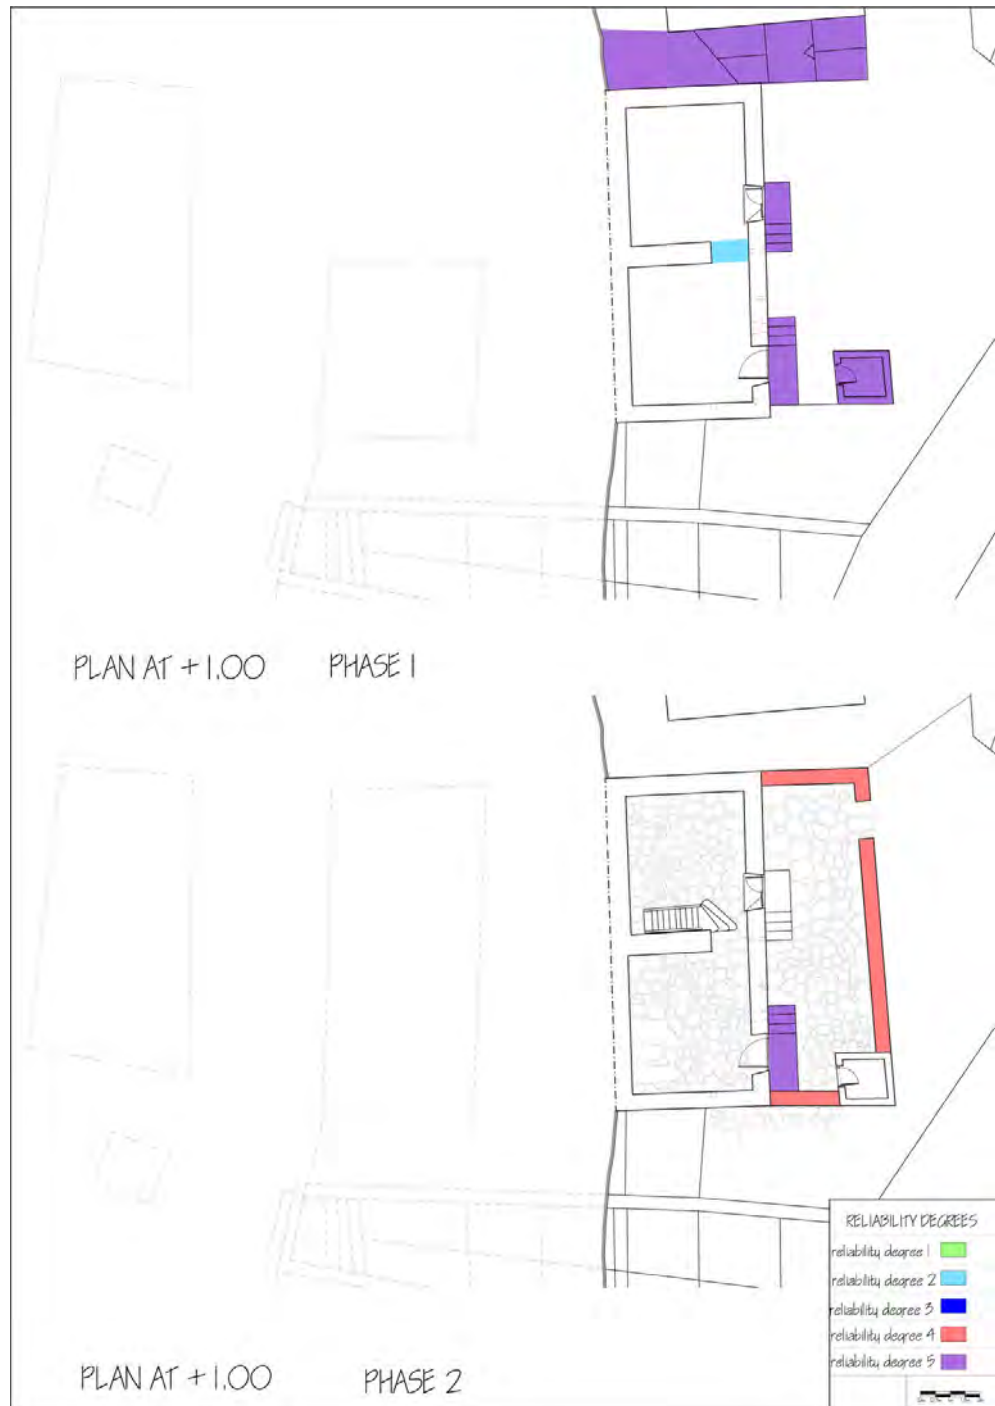 PLAN AT +1.00 PHASE 1
PLAN AT +1.00 PHASE 2
RELIABILITY DEGREES
reliability degree 1
reliability degree 2
reliability degree 3
reliability degree 4
reliability degree 5